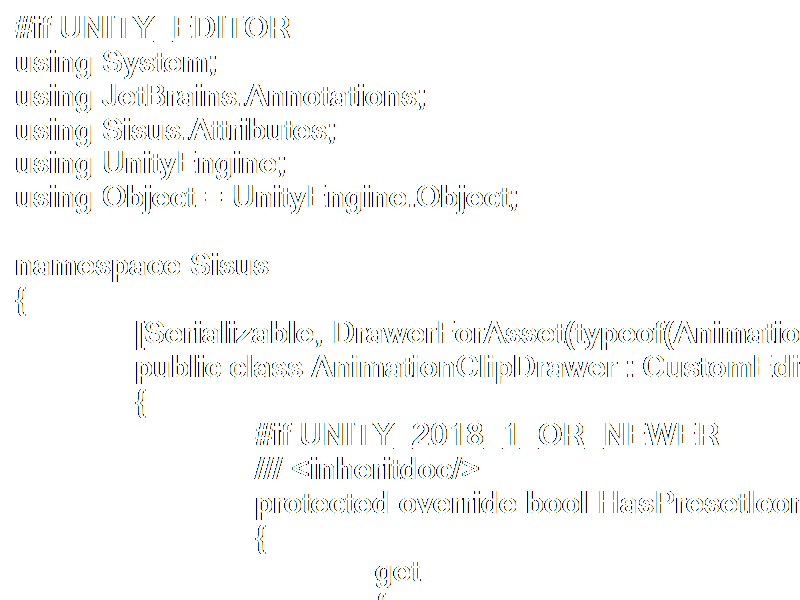 #if UNITY_EDITOR
using System;
using JetBrains.Annotations;
using Sisus.Attributes;
using UnityEngine;
using Object = UnityEngine.Object;
namespace Sisus
{
[Serializable, DrawerForAsset(typeof(Animatio
public class AnimationClipDrawer : CustomEdi
{
#if UNITY_2018_1_OR_NEWER
/// <inheritdoc/>
protected override bool HasPresetIcon
{
get
{